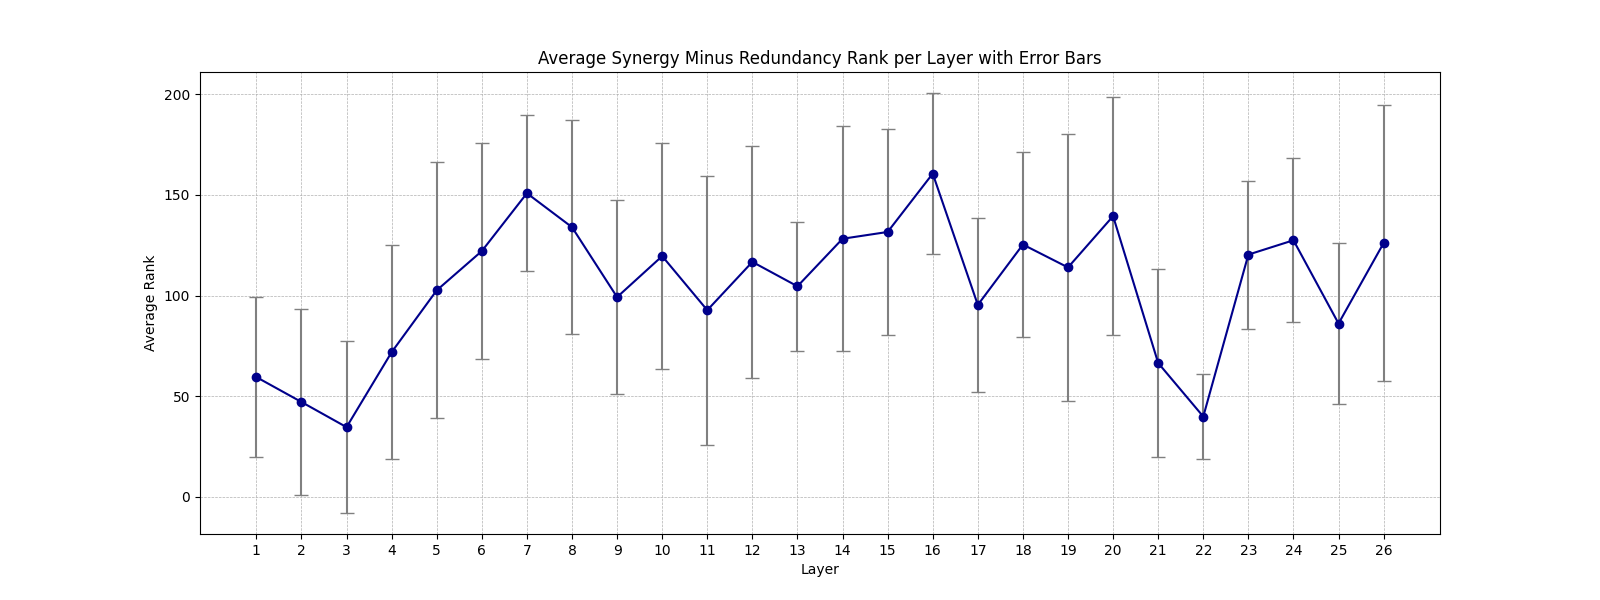 Average Synergy Minus Redundancy Rank per Layer with Error Bars
200
150
100
50
0
Average Rank
1 2 3 4 5 6 7 8 9 10 11 12 13 14 15 16 17 18 19 20 21 22 23 24 25 26
Layer